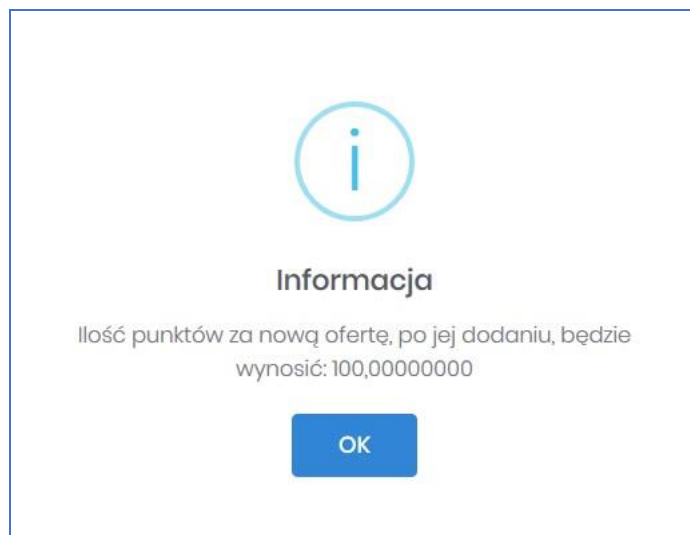 Informacja
Ilość punktów za nową ofertę, po jej dodaniu, będzie
wynosić: 100,00000000
OK